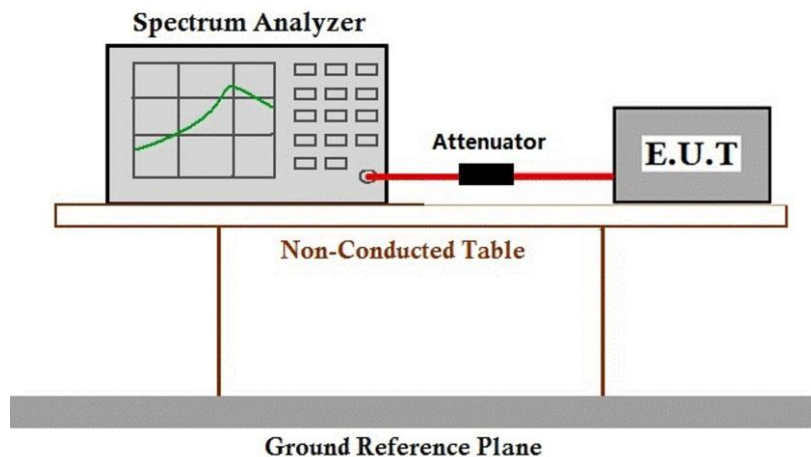 Spectrum Analyzer
Attenuator
E.U.T
Non-Conducted Table
Ground Reference Plane